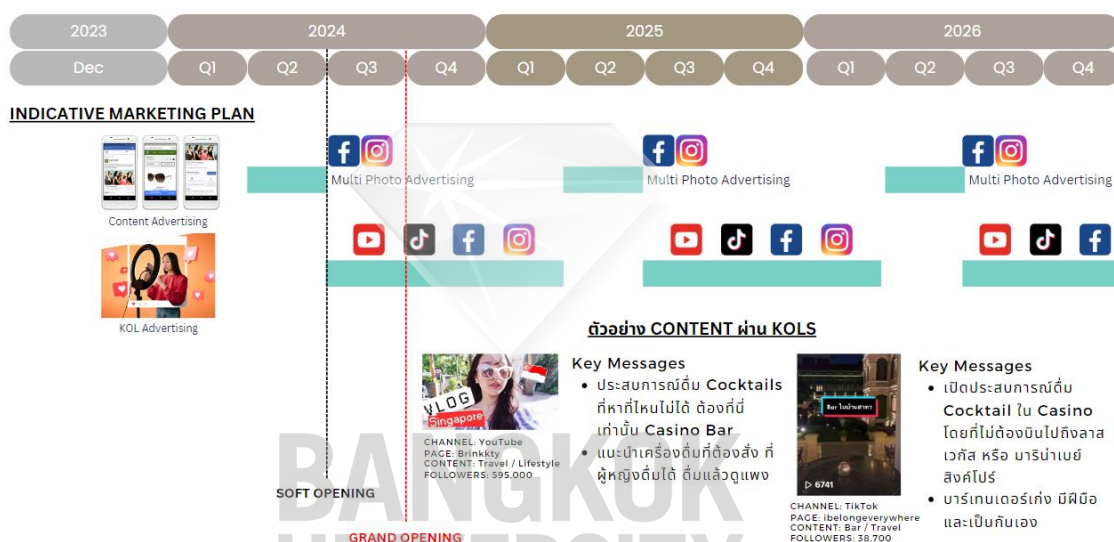 2023
2024
2025
2026
Dec
Q1
Q2
Q3
Q4
Q1
Q2
Q3
Q4
Q1
Q2
Q3
Q4
INDICATIVE MARKETING PLAN
Multi Photo Advertising
Multi Photo Advertising
Multi Photo Advertising
Content Advertising
KOL Advertising
ตัวอย่าง CONTENT ผ่าน KOLS
VLOG
Singapore
CHANNEL: YouTube
PAGE: Brinkkty
CONTENT: Travel / Lifestyle
FOLLOWERS: 595,000
Key Messages
• ประสบการณ์ดื่ม Cocktails
ที่หาที่ไหนไม่ได้ ต้องที่นี่
เท่านั้น Casino Bar
• แนะนำเครื่องดื่มที่ต้องสั่ง ที่
ผู้หญิงดื่มได้ ดื่มแล้วดูแพง
Bar ในบ้านสาทร
6741
CHANNEL: TikTok
PAGE: ibelongeverywhere
CONTENT: Bar / Travel
FOLLOWERS: 38,700
Key Messages
• เปิดประสบการณ์ดื่ม
Cocktail ใน Casino
โดยที่ไม่ต้องบินไปถึงลาส
เวกัส หรือ มารีน่าเบย์
สิงค์โปร์
• บาร์เทนเดอร์เก่ง มีฝีมือ
และเป็นกันเอง
SOFT OPENING
GRAND OPENING
BANGKOK
UNIVERSITY